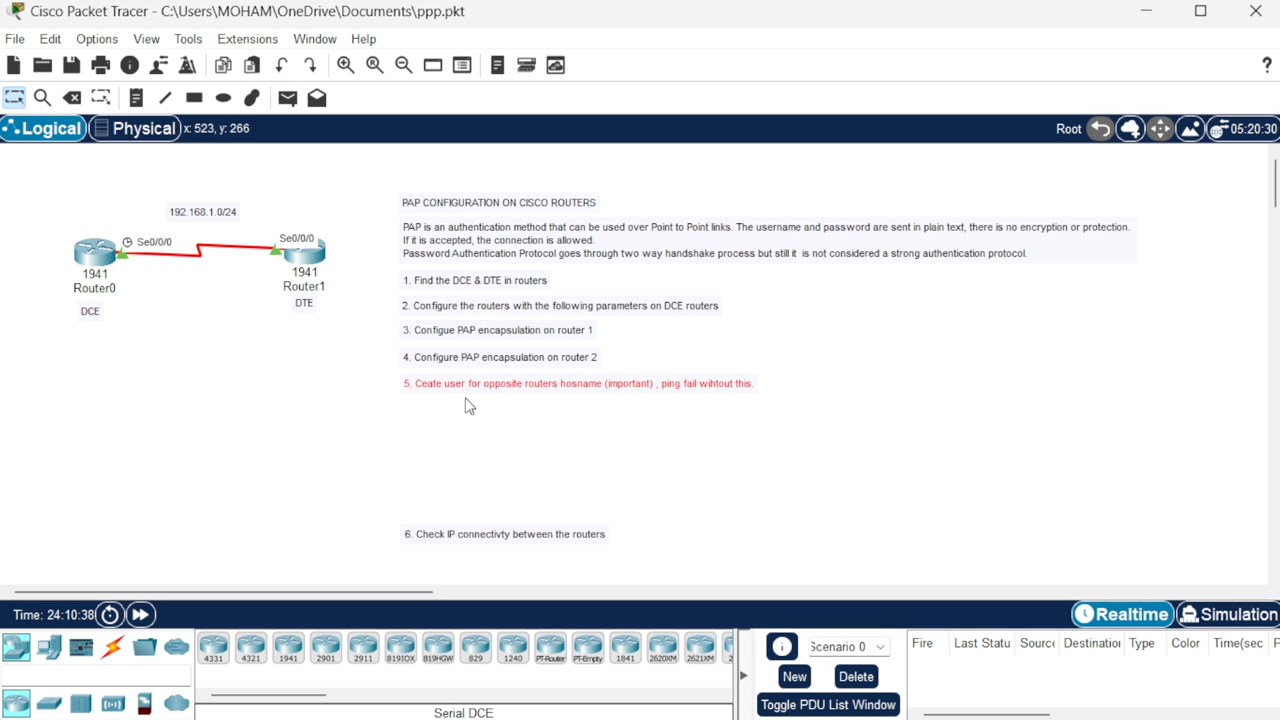 Cisco Packet Tracer - C:\Users\MOHAM\OneDrive\Documents\ppp.pkt
File Edit Options View Tools Extensions Window Help
?
Logical Physical x: 523, y: 266 Root 05:20:30
192.168.1.0/24
Se0/0/0 Se0/0/0
1941 1941
Router0 Router1
DCE DTE
PAP CONFIGURATION ON CISCO ROUTERS
PAP is an authentication method that can be used over Point to Point links. The username and password are sent in plain text, there is no encryption or protection.
If it is accepted, the connection is allowed.
Password Authentication Protocol goes through two way handshake process but still it is not considered a strong authentication protocol.
1. Find the DCE & DTE in routers
2. Configure the routers with the following parameters on DCE routers
3. Configue PAP encapsulation on router 1
4. Configure PAP encapsulation on router 2
5. Ceate user for opposite routers hosname (important) , ping fail wihtout this.
6. Check IP connectivty between the routers
Time: 24:10:38 Realtime Simulation
4331 4321 1941 2901 2911 819IOX 819HGW 829 1240 PT-Router PT-Empty 1841 2620XM 2621XM 2
Serial DCE
Scenario 0
New Delete
Toggle PDU List Window
Fire Last Statu Source Destination Type Color Time(sec